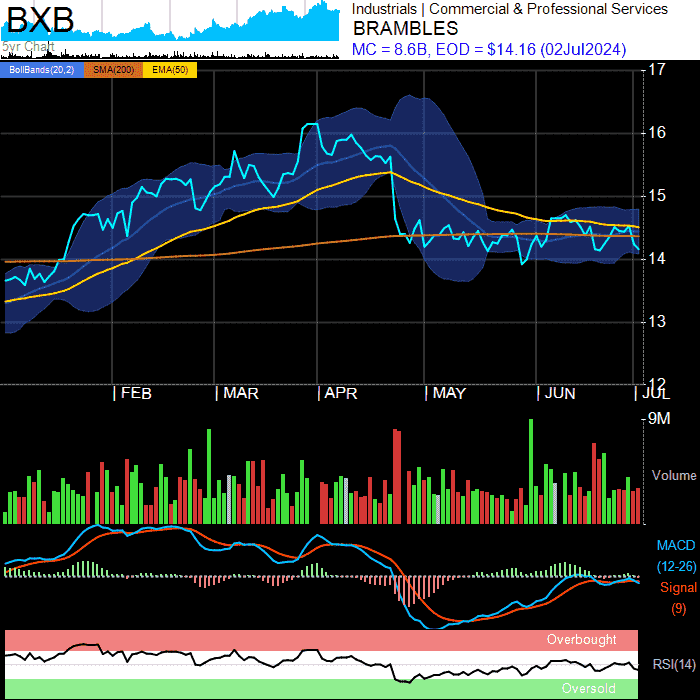 BXB
5yr Chart
Industrials | Commercial & Professional Services
BRAMBLES
MC = 8.6B, EOD = $14.16 (02Jul2024)
BollBands(20,2) SMA(200) EMA(50)
17
16
15
14
13
12
FEB MAR APR MAY JUN JUL
9M
Volume
MACD
(12-26)
Signal
(9)
Overbought
RSI(14)
Oversold